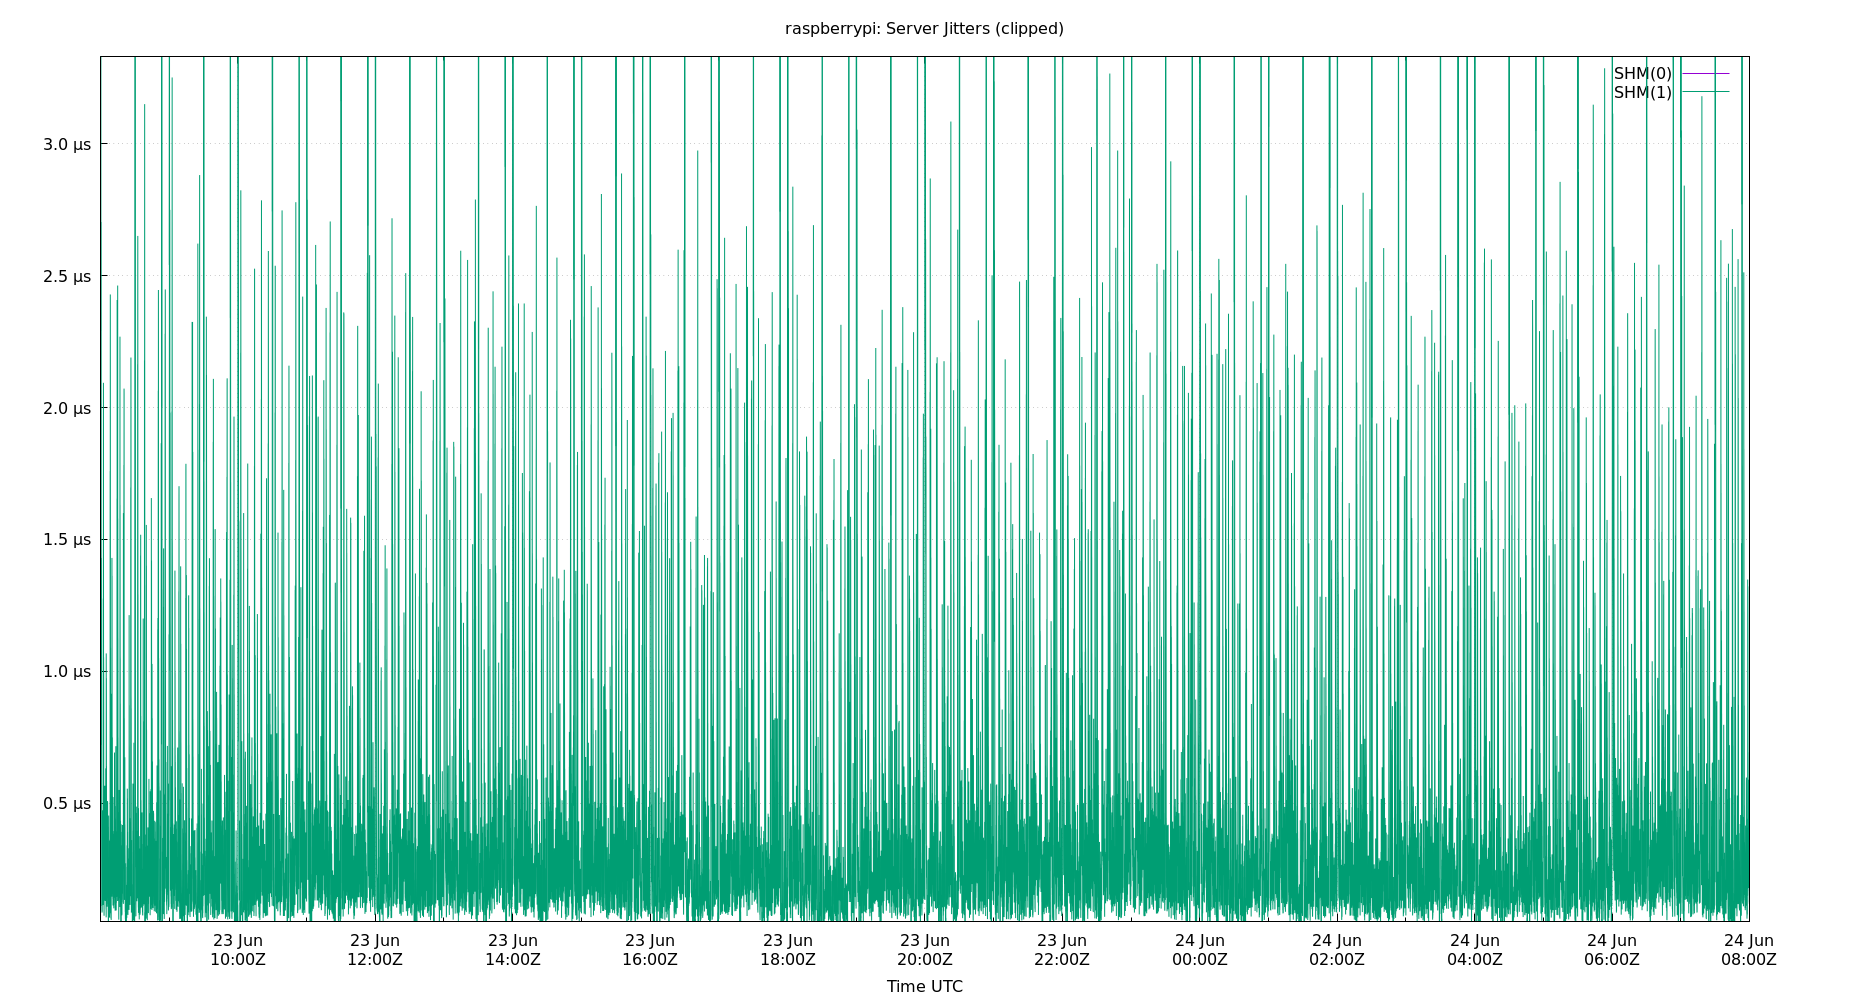 raspberrypi: Server Jitters (clipped)
SHM(0)
SHM(1)
3.0 µs
2.5 µs
2.0 µs
1.5 µs
1.0 µs
0.5 µs
23 Jun 23 Jun 23 Jun 23 Jun 23 Jun 23 Jun 23 Jun 24 Jun 24 Jun 24 Jun 24 Jun 24 Jun
10:00Z 12:00Z 14:00Z 16:00Z 18:00Z 20:00Z 22:00Z 00:00Z 02:00Z 04:00Z 06:00Z 08:00Z
Time UTC